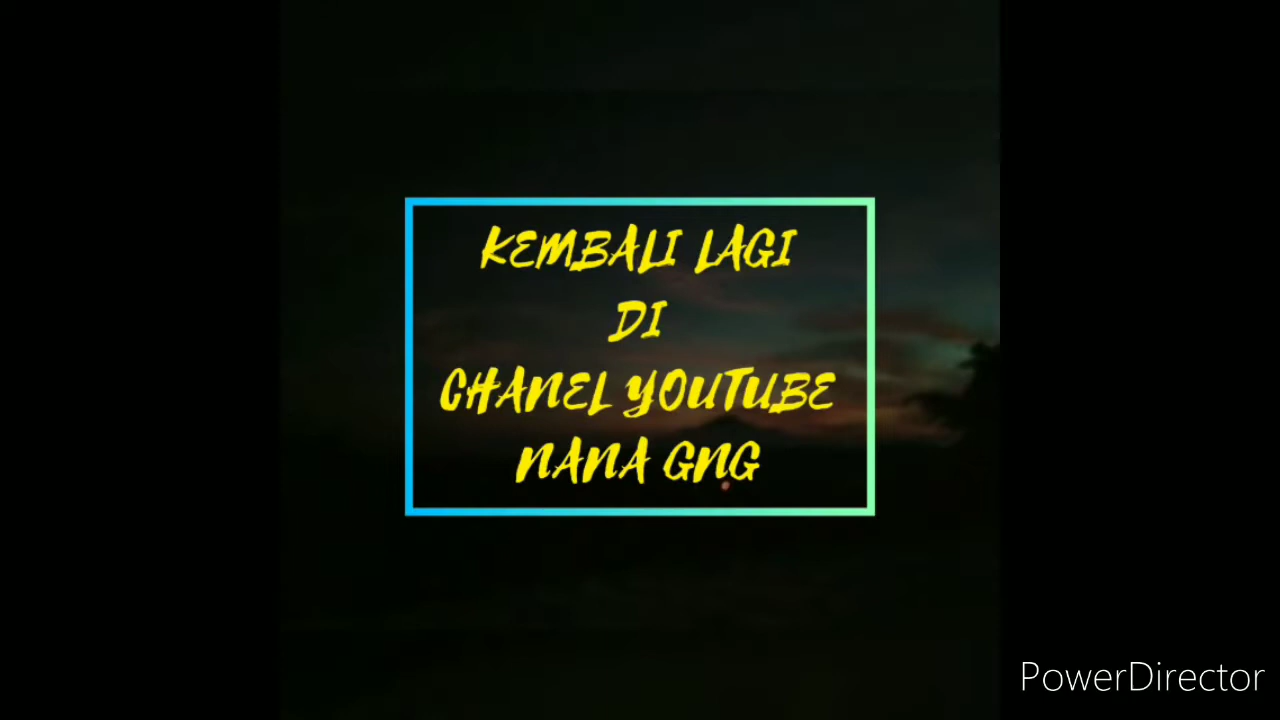 KEMBALI LAGI
DI
CHANEL YOUTUBE
NANA GNG
PowerDirector